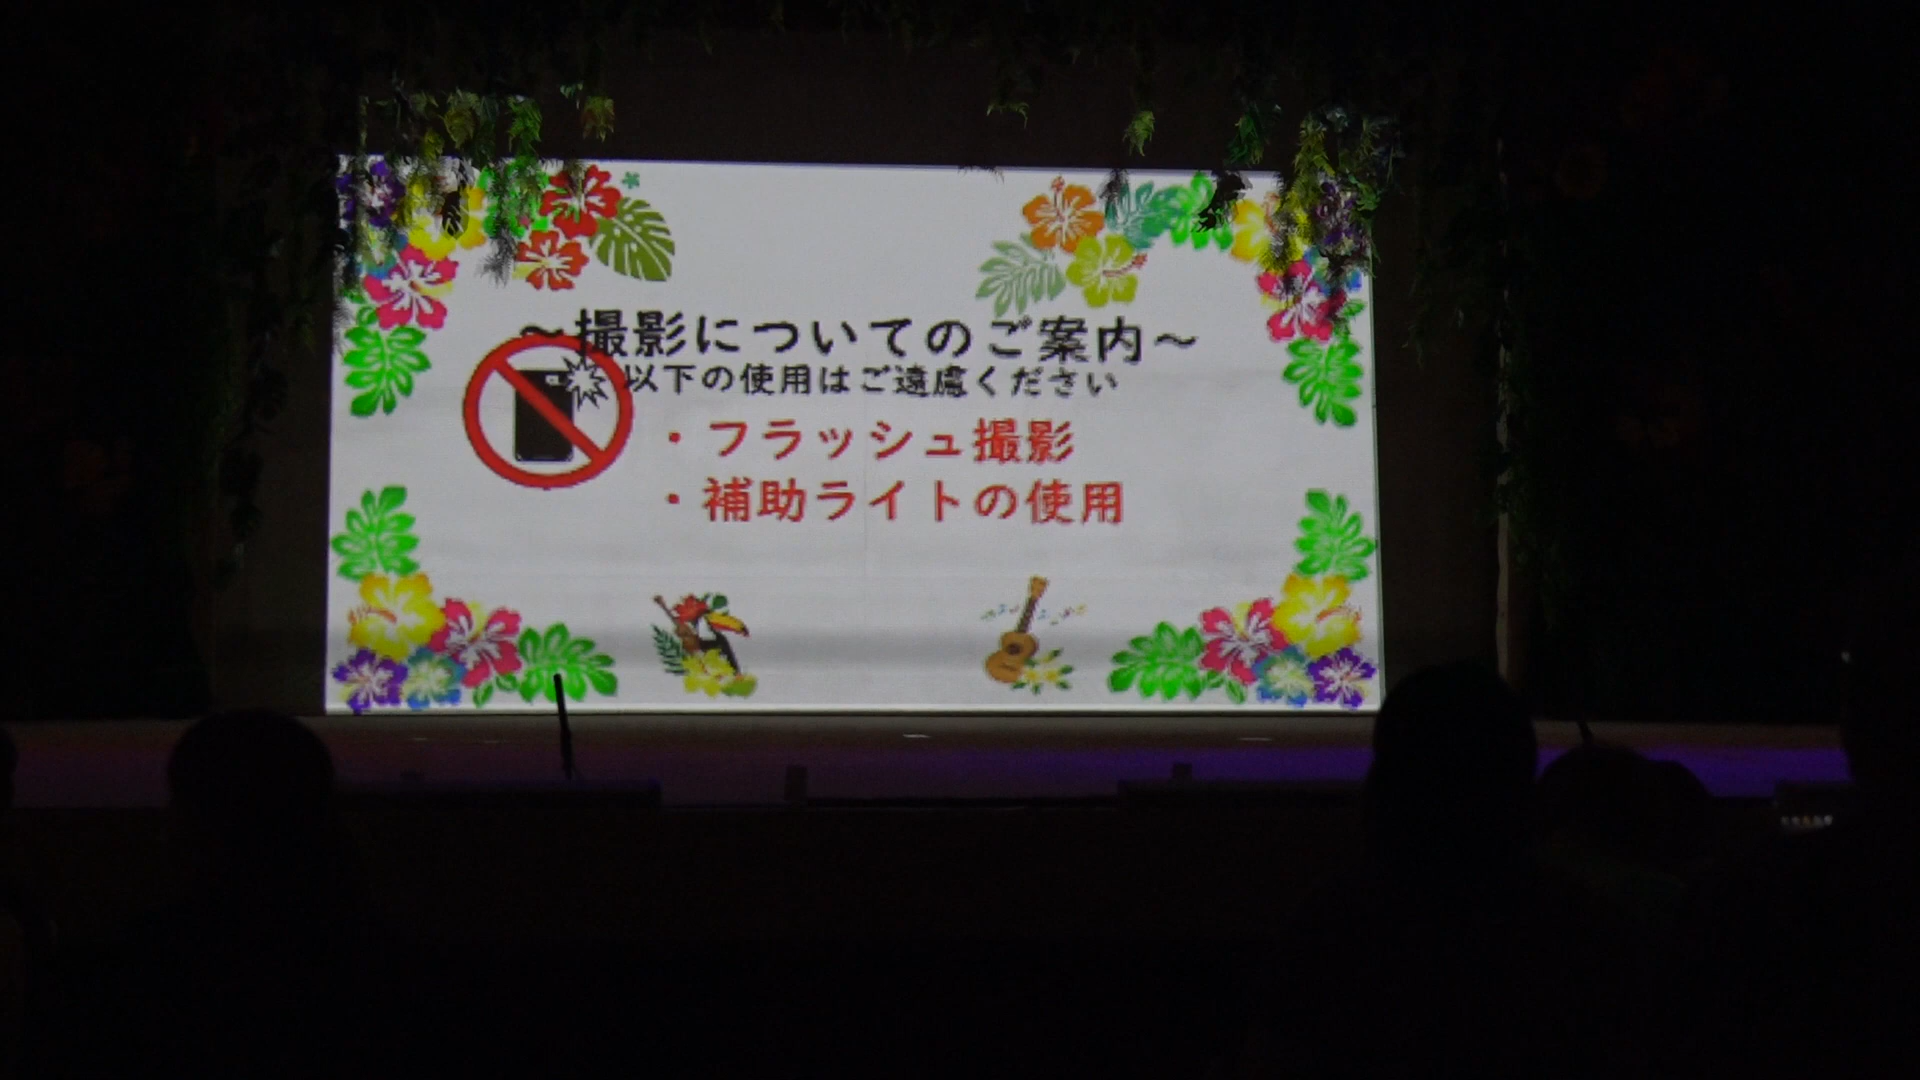 ～撮影についてのご案内～
以下の使用はご遠慮ください
・フラッシュ撮影
・補助ライトの使用